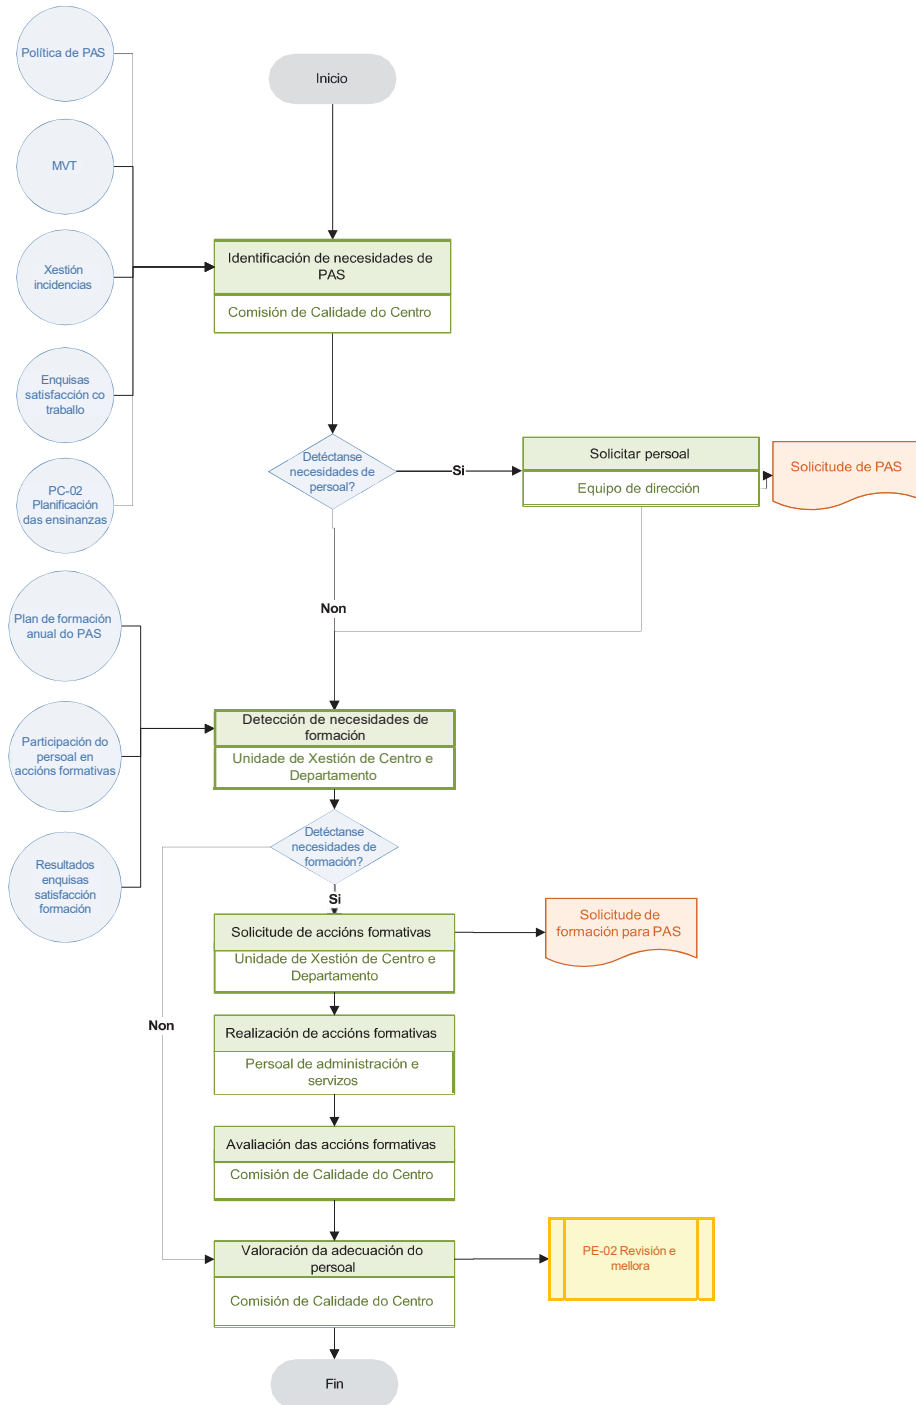 Política de PAS
Inicio
MVT
Xestión
incidencias
Identificación de necesidades de
PAS
Comisión de Calidade do Centro
Enquisas
satisfacción co
traballo
Detéctanse
necesidades de
persoal?
Si
Solicitar persoal
Equipo de dirección
Solicitude de PAS
PC-02
Planificación
das ensinanzas
Non
Plan de formación
anual do PAS
Participación do
persoal en
accións formativas
Detección de necesidades de
formación
Unidade de Xestión de Centro e
Departamento
Resultados
enquisas
satisfacción
formación
Detéctanse
necesidades de
formación?
Si
Solicitude de accións formativas
Unidade de Xestión de Centro e
Departamento
Solicitude de
formación para PAS
Non
Realización de accións formativas
Persoal de administración e
servizos
Avaliación das accións formativas
Comisión de Calidade do Centro
Valoración da adecuación do
persoal
Comisión de Calidade do Centro
PE-02 Revisión e
mellora
Fin